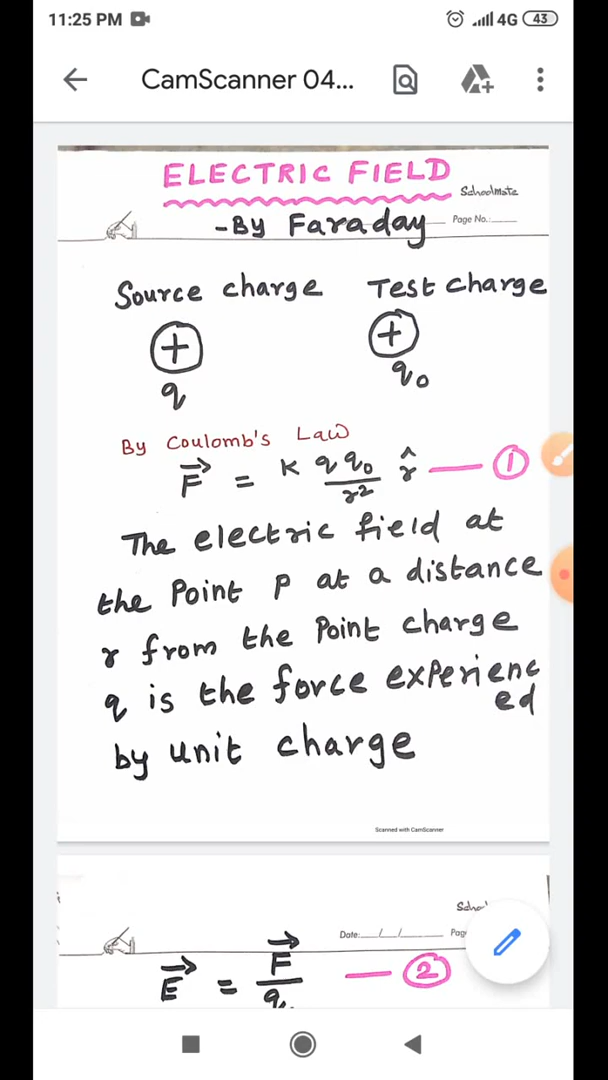 11:25 PM 4G 43
CamScanner 04...
ELECTRIC FIELD
Schoolmate
-By Faraday
Page No.:
Source charge Test charge
+ +
q q₀
By Coulomb's Law
F⃗ = K q q₀ / r² r̂ — ①
The electric field at
the Point P at a distance
r from the Point charge
q is the force experienc
ed
by unit charge
Scanned with CamScanner
Date: / /
E⃗ = F⃗ / q — ②